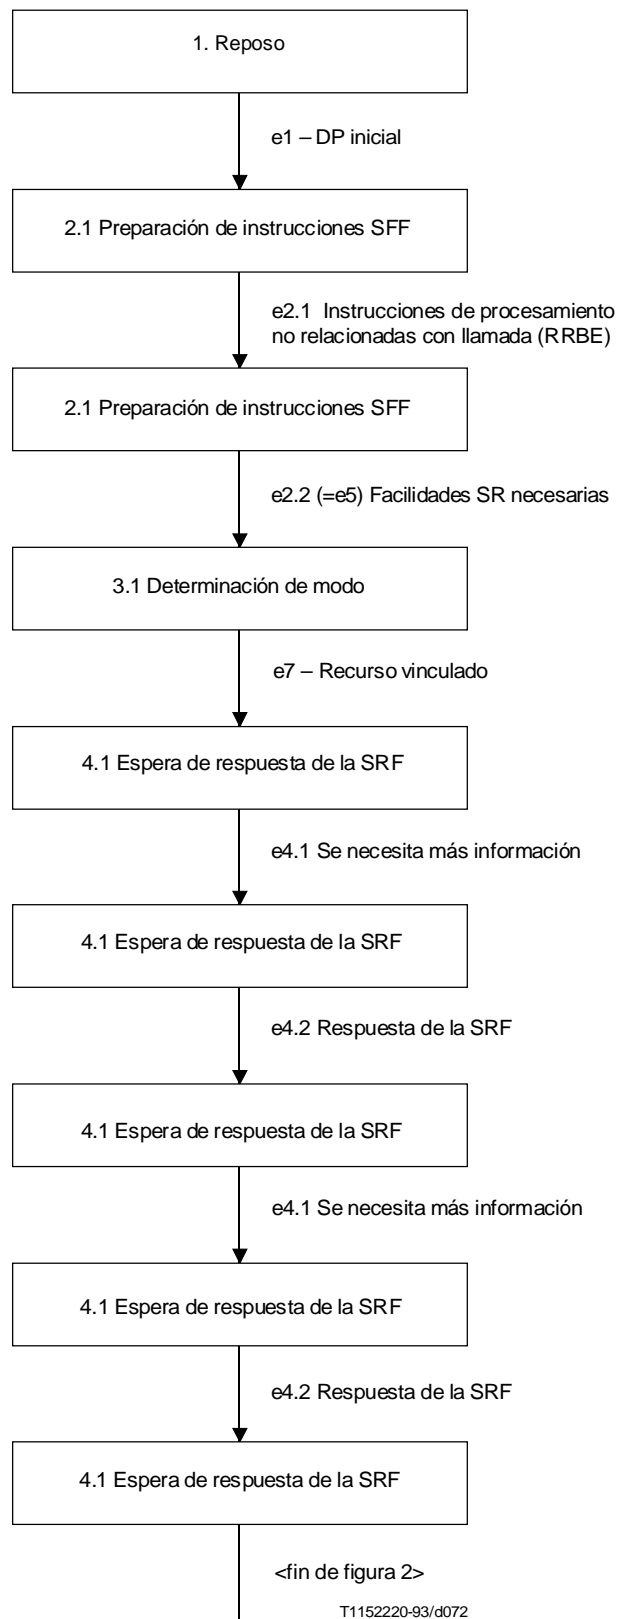 1. Reposo
e1 – DP inicial
2.1 Preparación de instrucciones SFF
e2.1 Instrucciones de procesamiento
no relacionadas con llamada (RRBE)
2.1 Preparación de instrucciones SFF
e2.2 (=e5) Facilidades SR necesarias
3.1 Determinación de modo
e7 – Recurso vinculado
4.1 Espera de respuesta de la SRF
e4.1 Se necesita más información
4.1 Espera de respuesta de la SRF
e4.2 Respuesta de la SRF
4.1 Espera de respuesta de la SRF
e4.1 Se necesita más información
4.1 Espera de respuesta de la SRF
e4.2 Respuesta de la SRF
4.1 Espera de respuesta de la SRF
<fin de figura 2>
T1152220-93/d072